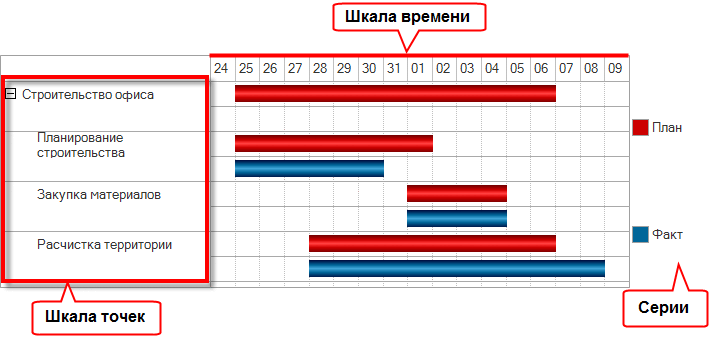 Шкала времени
24 25 26 27 28 29 30 31 01 02 03 04 05 06 07 08 09
Строительство офиса
План
Планирование
строительства
Закупка материалов
Факт
Расчистка территории
Шкала точек
Серии